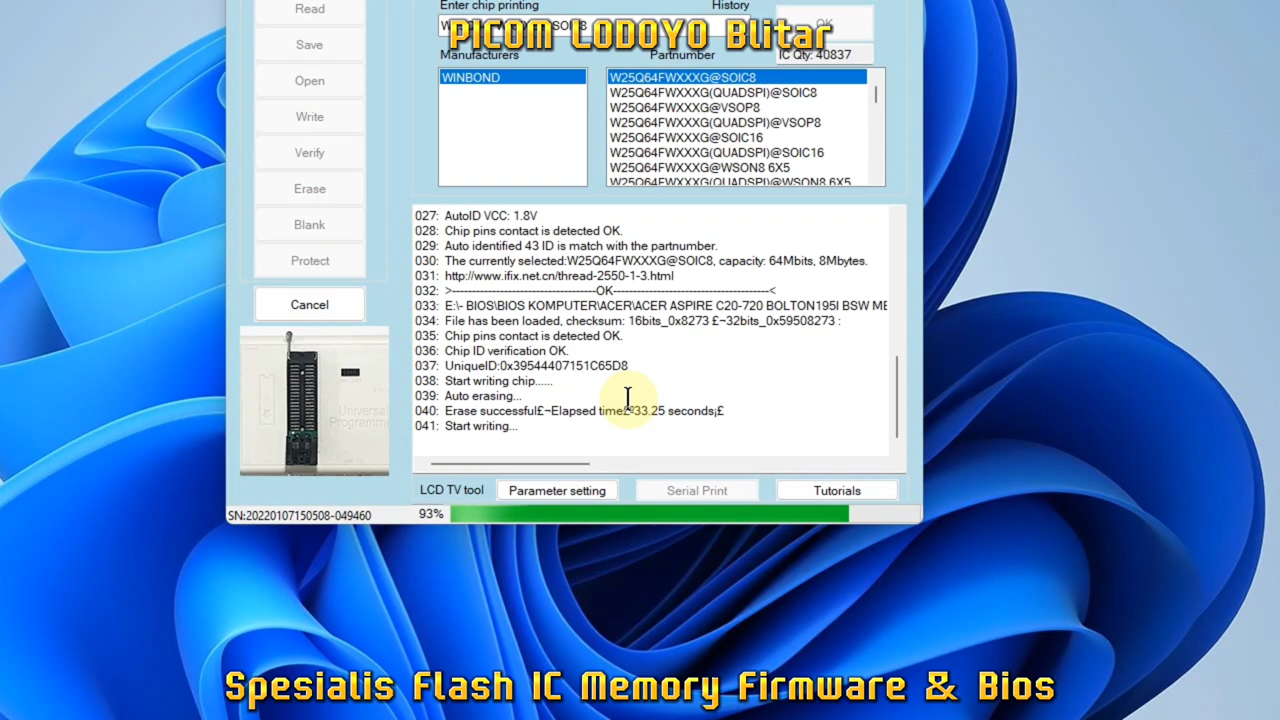 Read
Save
Open
Write
Verify
Erase
Blank
Protect
Cancel
Enter chip printing
History
PICOM LODOYO Blitar
OK
Manufacturers
Partnumber
IC Qty: 40837
WINBOND
W25Q64FWXXXG@SOIC8
W25Q64FWXXXG(QUADSPI)@SOIC8
W25Q64FWXXXG@VSOP8
W25Q64FWXXXG(QUADSPI)@VSOP8
W25Q64FWXXXG@SOIC16
W25Q64FWXXXG(QUADSPI)@SOIC16
W25Q64FWXXXG@WSON8 6X5
W25Q64FWXXXG(QUADSPI)@WSON8 6X5
027: AutoID VCC: 1.8V
028: Chip pins contact is detected OK.
029: Auto identified 43 ID is match with the partnumber.
030: The currently selected:W25Q64FWXXXG@SOIC8, capacity: 64Mbits, 8Mbytes.
031: http://www.ifix.net.cn/thread-2550-1-3.html
032: >-----------------------------------OK--------------------------------------<
033: E:\- BIOS\BIOS KOMPUTER\ACER\ACER ASPIRE C20-720 BOLTON195I BSW ME
034: File has been loaded, checksum: 16bits_0x8273 £¬32bits_0x59508273 :
035: Chip pins contact is detected OK.
036: Chip ID verification OK.
037: UniqueID:0x39544407151C65D8
038: Start writing chip......
039: Auto erasing...
040: Erase successful£¬Elapsed time£º33.25 seconds¡£
041: Start writing...
Universal
Programmer
LCD TV tool
Parameter setting
Serial Print
Tutorials
SN:20220107150508-049460
93%
Spesialis Flash IC Memory Firmware & Bios